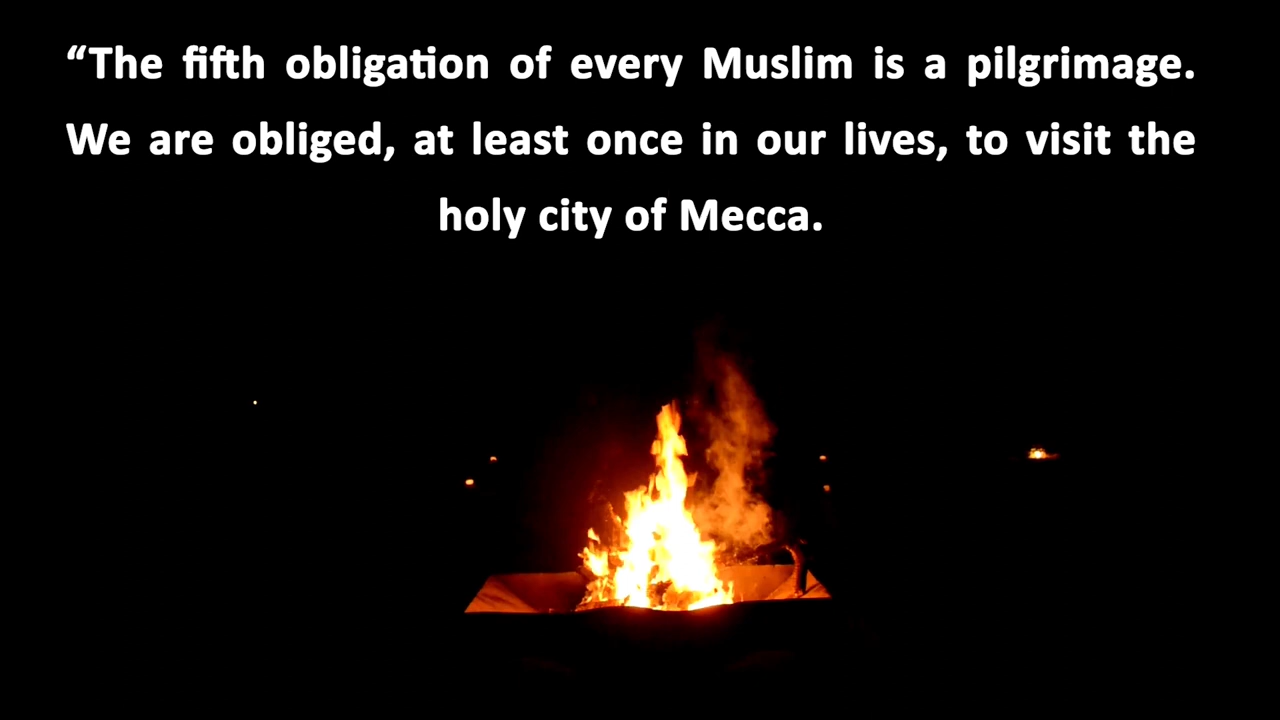 “The fifth obligation of every Muslim is a pilgrimage.
We are obliged, at least once in our lives, to visit the
holy city of Mecca.